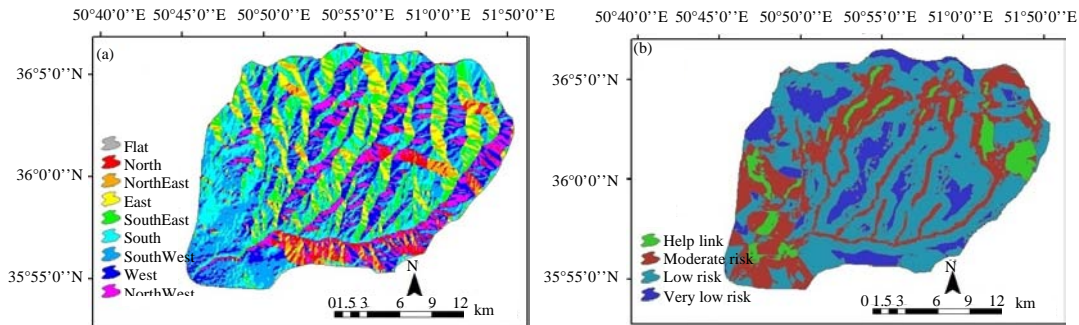 50°40'0’’E 50°45'0’’E 50°50'0’’E 50°55'0’’E 51°0'0’’E 51°50'0’’E
50°40'0’’E 50°45'0’’E 50°50'0’’E 50°55'0’’E 51°0'0’’E 51°50'0’’E
(a)
36°5'0’’N
36°0'0’’N
35°55'0’’N
Flat
North
NorthEast
East
SouthEast
South
SouthWest
West
NorthWest
N
01.5 3 6 9 12 km
(b)
36°5'0’’N
36°0'0’’N
35°55'0’’N
Help link
Moderate risk
Low risk
Very low risk
N
0 1.5 3 6 9 12 km